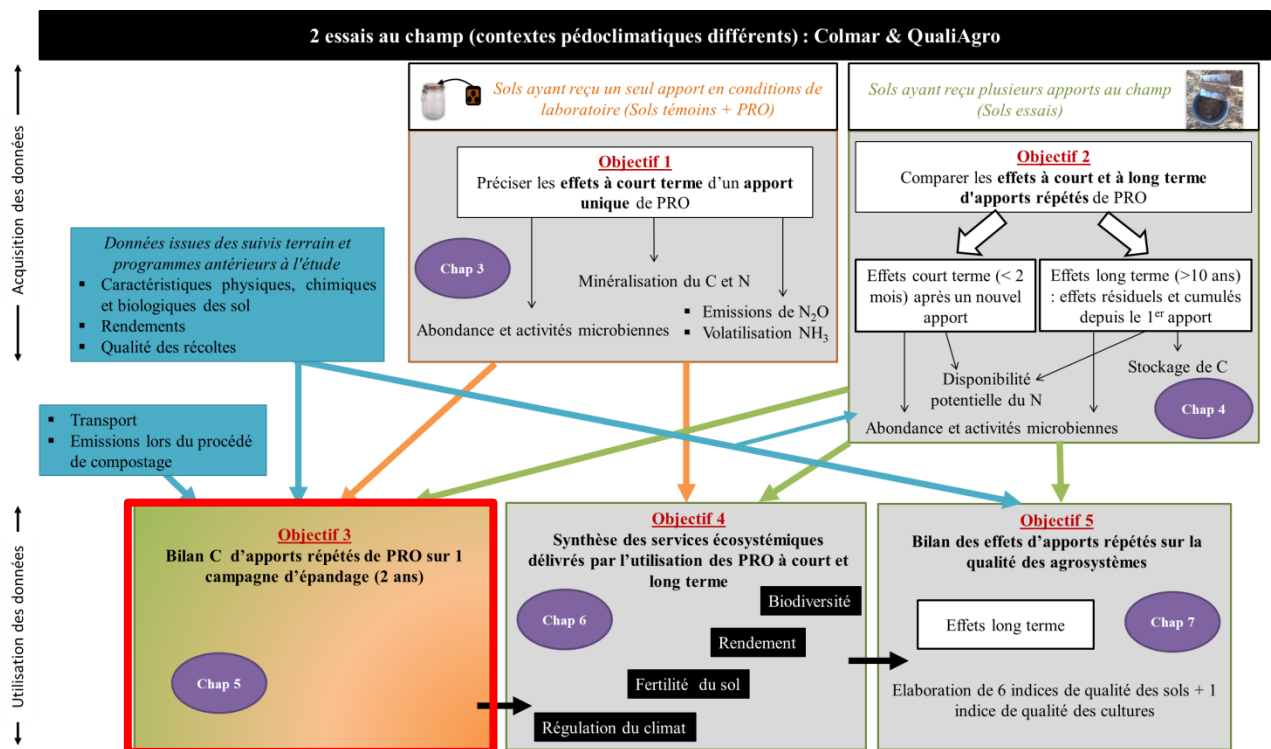 2 essais au champ (contextes pédoclimatiques différents) : Colmar & QualiAgro
Acquisition des données
Sols ayant reçu un seul apport en conditions de
laboratoire (Sols témoins + PRO)
Objectif 1
Préciser les effets à court terme d'un apport
unique de PRO
Chap 3
Minéralisation du C et N
Abondance et activités microbiennes
▪ Emissions de N₂O
▪ Volatilisation NH₃
Sols ayant reçu plusieurs apports au champ
(Sols essais)
Objectif 2
Comparer les effets à court et à long terme
d'apports répétés de PRO
Effets court terme (< 2
mois) après un nouvel
apport
Effets long terme (>10 ans)
: effets résiduels et cumulés
depuis le 1er apport
Stockage de C
Disponibilité
potentielle du N
Chap 4
Abondance et activités microbiennes
Données issues des suivis terrain et
programmes antérieurs à l'étude
▪ Caractéristiques physiques, chimiques
et biologiques des sol
▪ Rendements
▪ Qualité des récoltes
▪ Transport
▪ Emissions lors du procédé
de compostage
Utilisation des données
Objectif 3
Bilan C d'apports répétés de PRO sur 1
campagne d'épandage (2 ans)
Chap 5
Objectif 4
Synthèse des services écosystémiques
délivrés par l'utilisation des PRO à court et
long terme
Biodiversité
Chap 6
Rendement
Fertilité du sol
Régulation du climat
Objectif 5
Bilan des effets d'apports répétés sur la
qualité des agrosystèmes
Effets long terme
Chap 7
Elaboration de 6 indices de qualité des sols + 1
indice de qualité des cultures